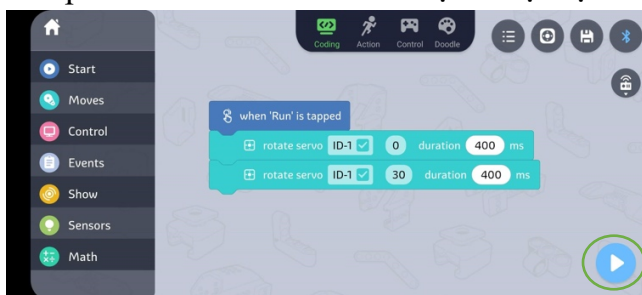 Coding Action Control Doodle
Start
Moves
Control
Events
Show
Sensors
Math
when 'Run' is tapped
rotate servo ID-1 0 duration 400 ms
rotate servo ID-1 30 duration 400 ms